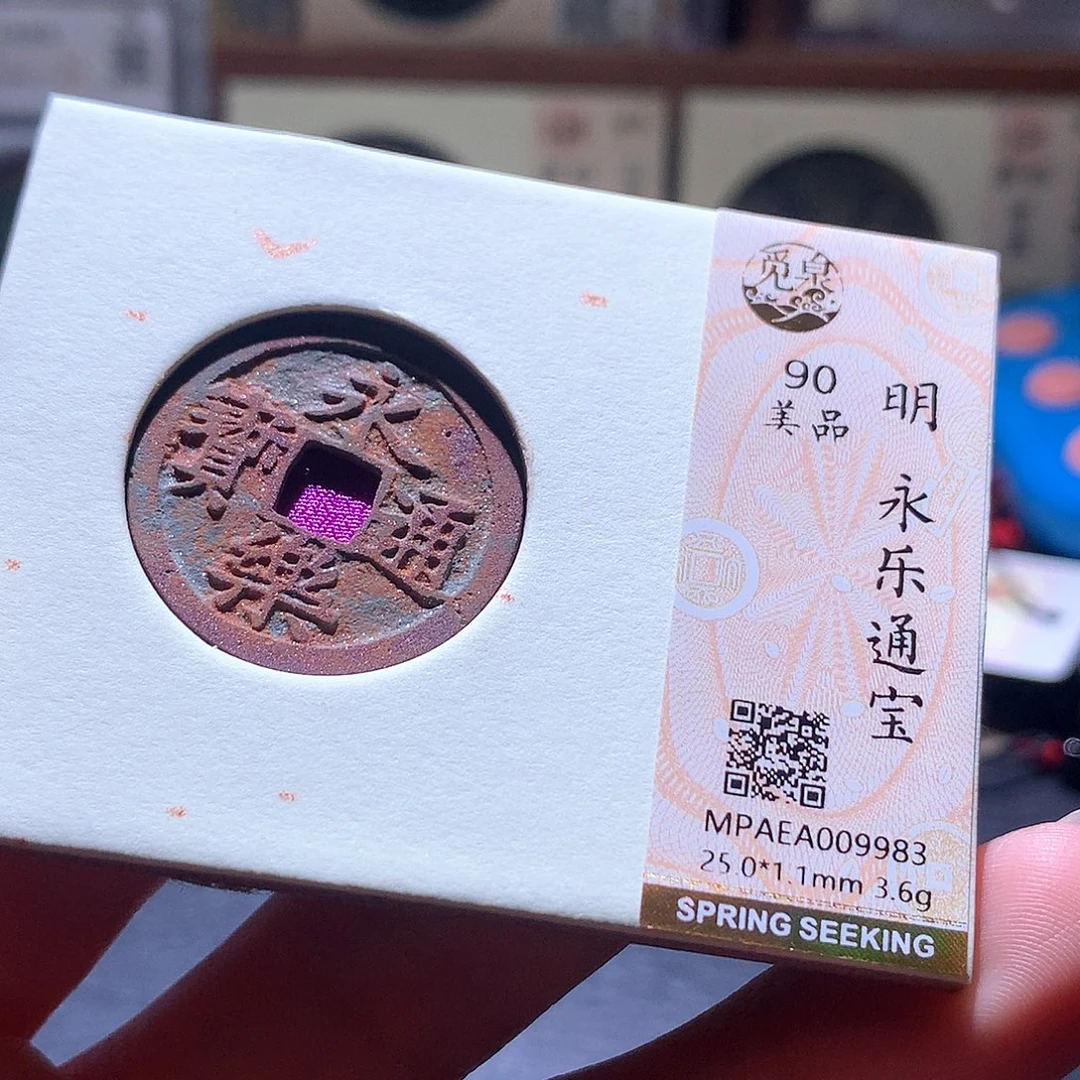 永樂通寶
觅泉
90
美品
明 永乐通宝
MPAEA009983
25.0*1.1mm 3.6g
SPRING SEEKING